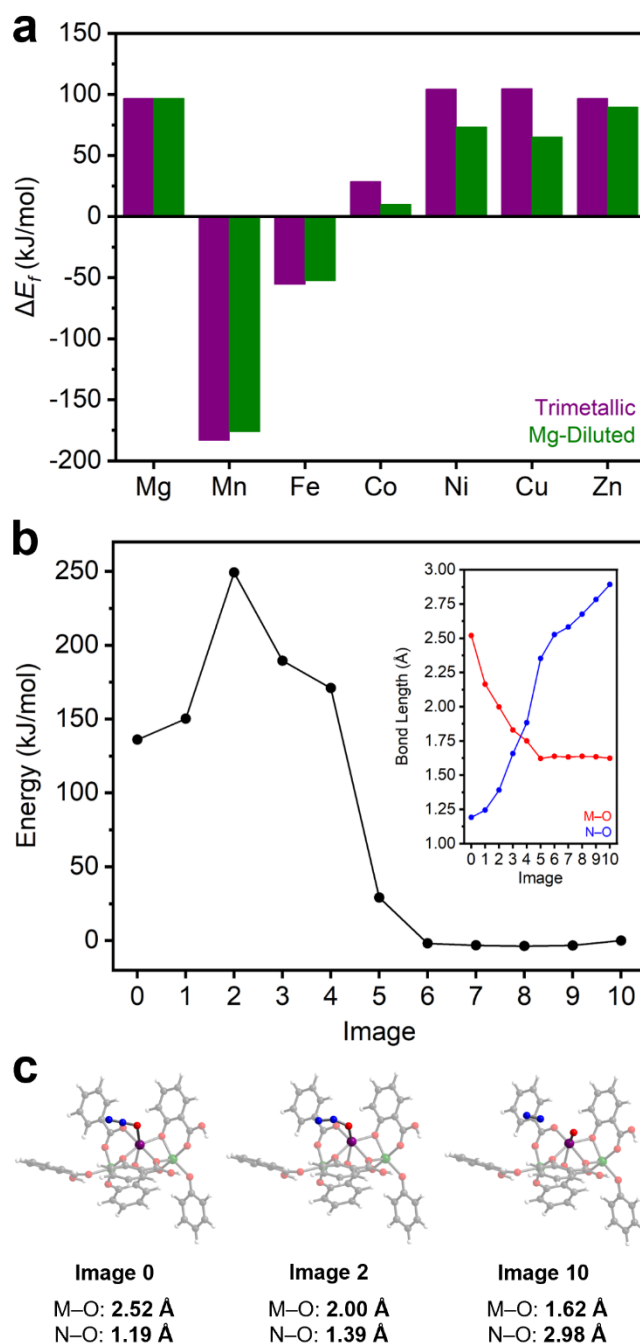 a
150
100
50
0
-50
-100
-150
-200
ΔE_f (kJ/mol)
Trimetallic
Mg-Diluted
Mg Mn Fe Co Ni Cu Zn
b
250
200
150
100
50
0
Energy (kJ/mol)
0 1 2 3 4 5 6 7 8 9 10
Image
3.00
2.75
2.50
2.25
2.00
1.75
1.50
1.25
1.00
Bond Length (Å)
M–O
N–O
0 1 2 3 4 5 6 7 8 9 10
Image
c
Image 0 Image 2 Image 10
M–O: 2.52 Å M–O: 2.00 Å M–O: 1.62 Å
N–O: 1.19 Å N–O: 1.39 Å N–O: 2.98 Å